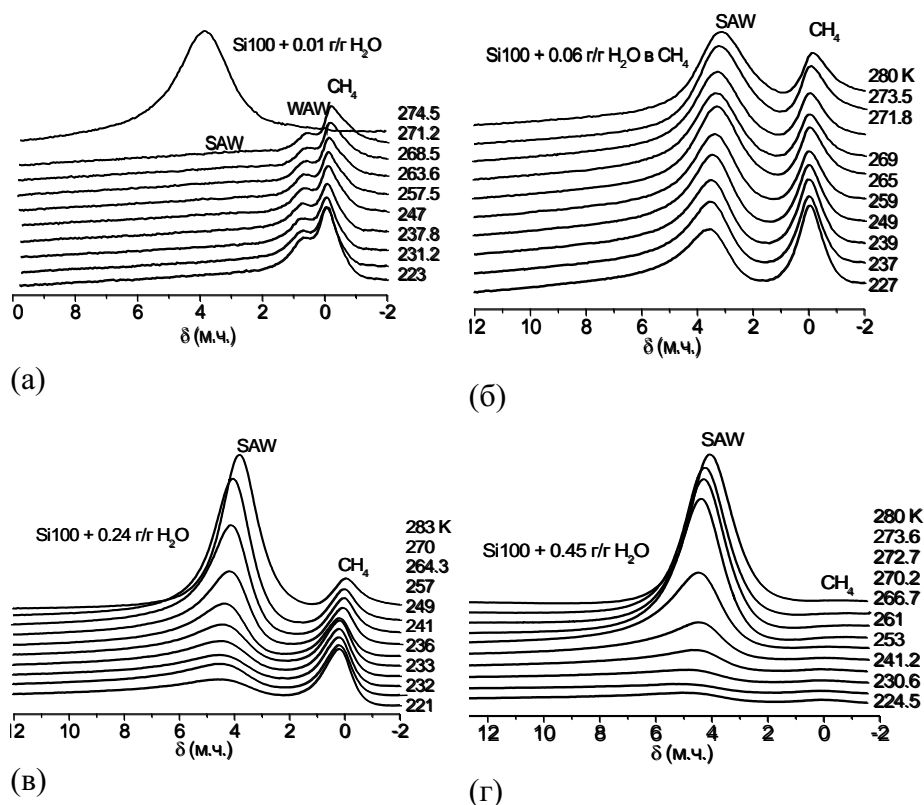 Si100 + 0.01 г/г H₂O
CH₄
WAW
SAW
274.5
271.2
268.5
263.6
257.5
247
237.8
231.2
223
8 6 4 2 0 -2
δ (м.ч.)
(а)
SAW
CH₄
Si100 + 0.06 г/г H₂O в CH₄
280 K
273.5
271.8
269
265
259
249
239
237
227
12 10 8 6 4 2 0 -2
δ (м.ч.)
(б)
SAW
Si100 + 0.24 г/г H₂O
CH₄
283 K
270
264.3
257
249
241
236
233
232
221
12 10 8 6 4 2 0 -2
δ (м.ч.)
(в)
SAW
Si100 + 0.45 г/г H₂O
CH₄
280 K
273.6
272.7
270.2
266.7
261
253
241.2
230.6
224.5
12 10 8 6 4 2 0 -2
δ (м.ч.)
(г)